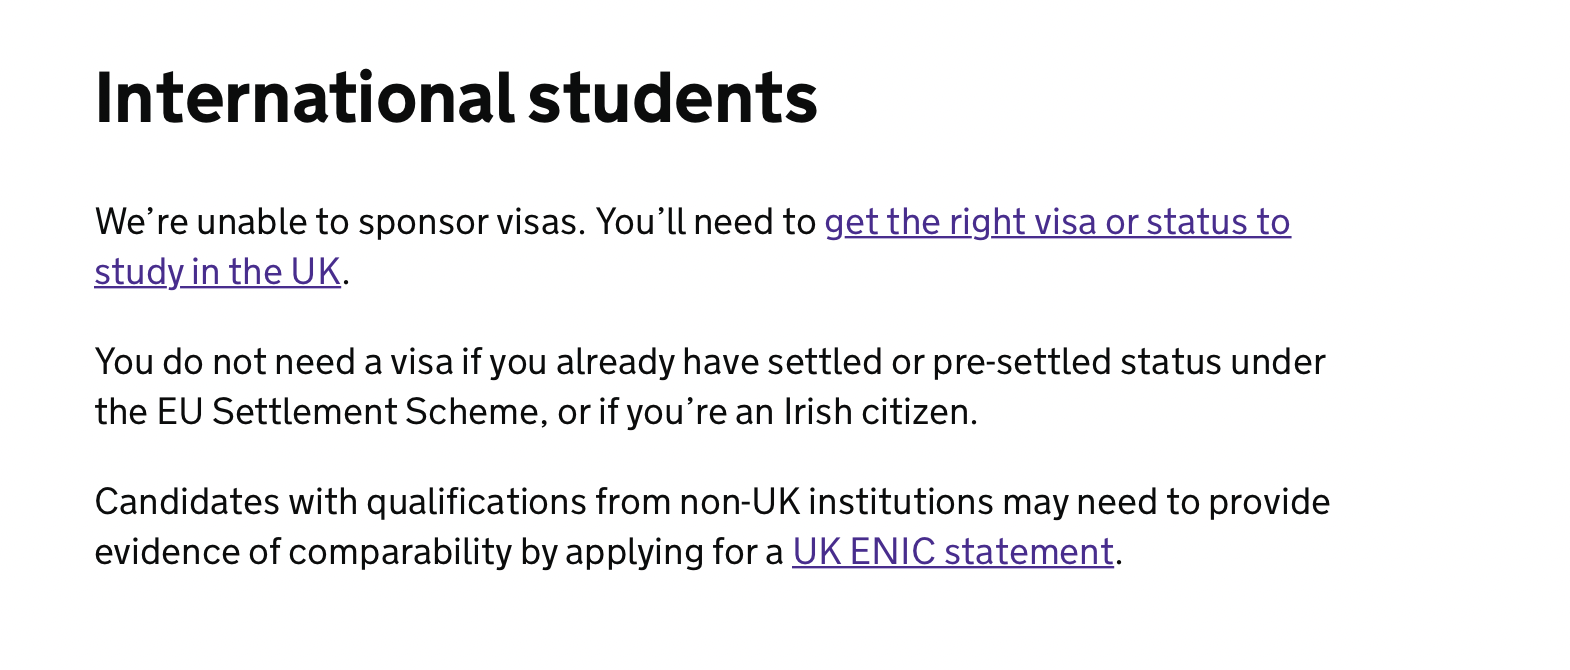 International students
We’re unable to sponsor visas. You’ll need to get the right visa or status to
study in the UK.
You do not need a visa if you already have settled or pre-settled status under
the EU Settlement Scheme, or if you’re an Irish citizen.
Candidates with qualifications from non-UK institutions may need to provide
evidence of comparability by applying for a UK ENIC statement.